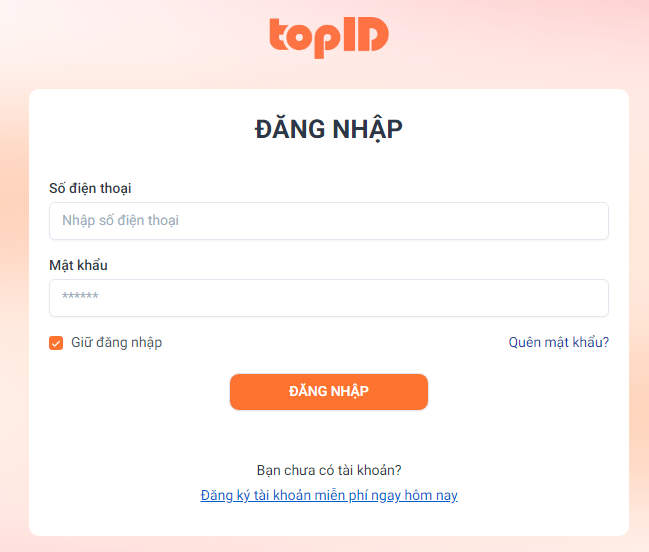 topID
ĐĂNG NHẬP
Số điện thoại
Nhập số điện thoại
Mật khẩu
******
Giữ đăng nhập
Quên mật khẩu?
ĐĂNG NHẬP
Bạn chưa có tài khoản?
Đăng ký tài khoản miễn phí ngay hôm nay